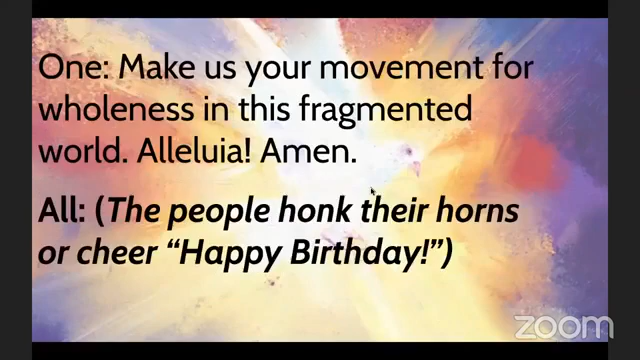 One: Make us your movement for
wholeness in this fragmented
world. Alleluia! Amen.
All: (The people honk their horns
or cheer “Happy Birthday!”)
zoom